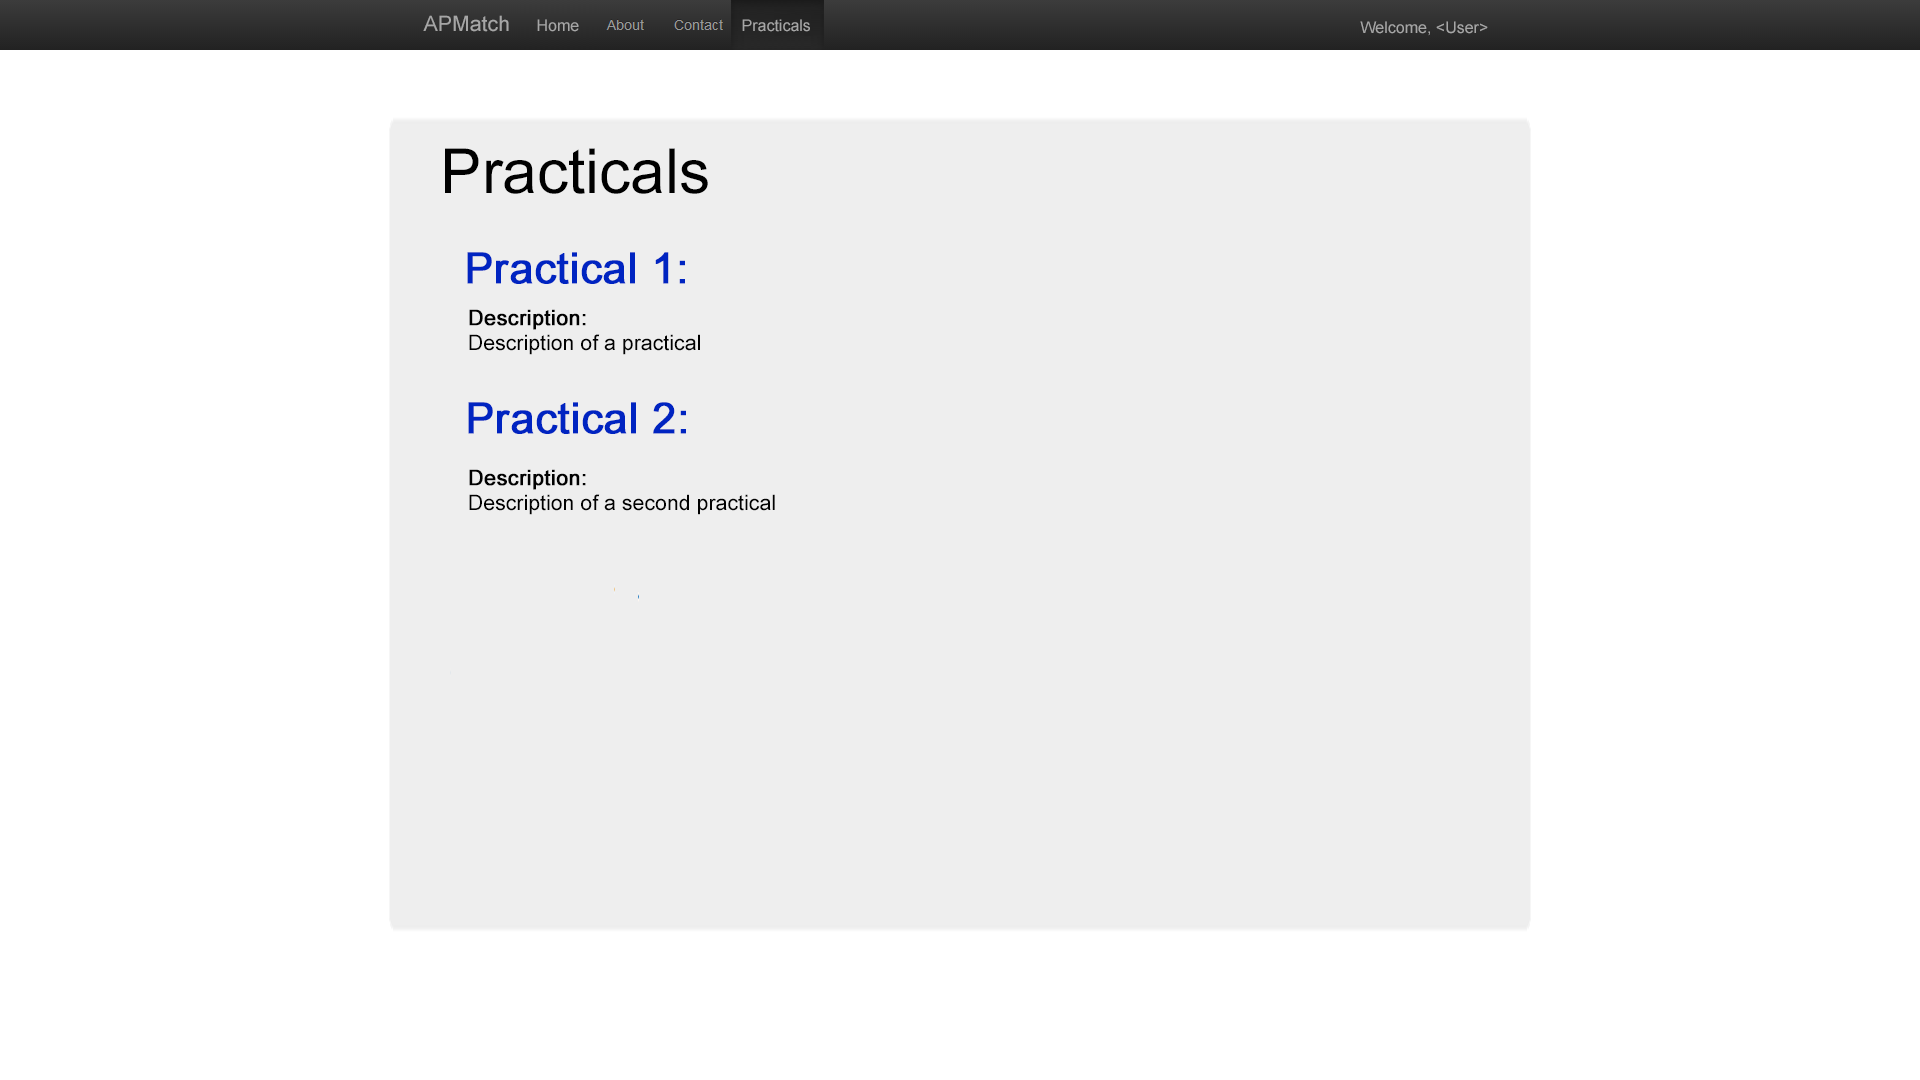 APMatch Home About Contact Practicals Welcome, <User>
Practicals
Practical 1:
Description:
Description of a practical
Practical 2:
Description:
Description of a second practical